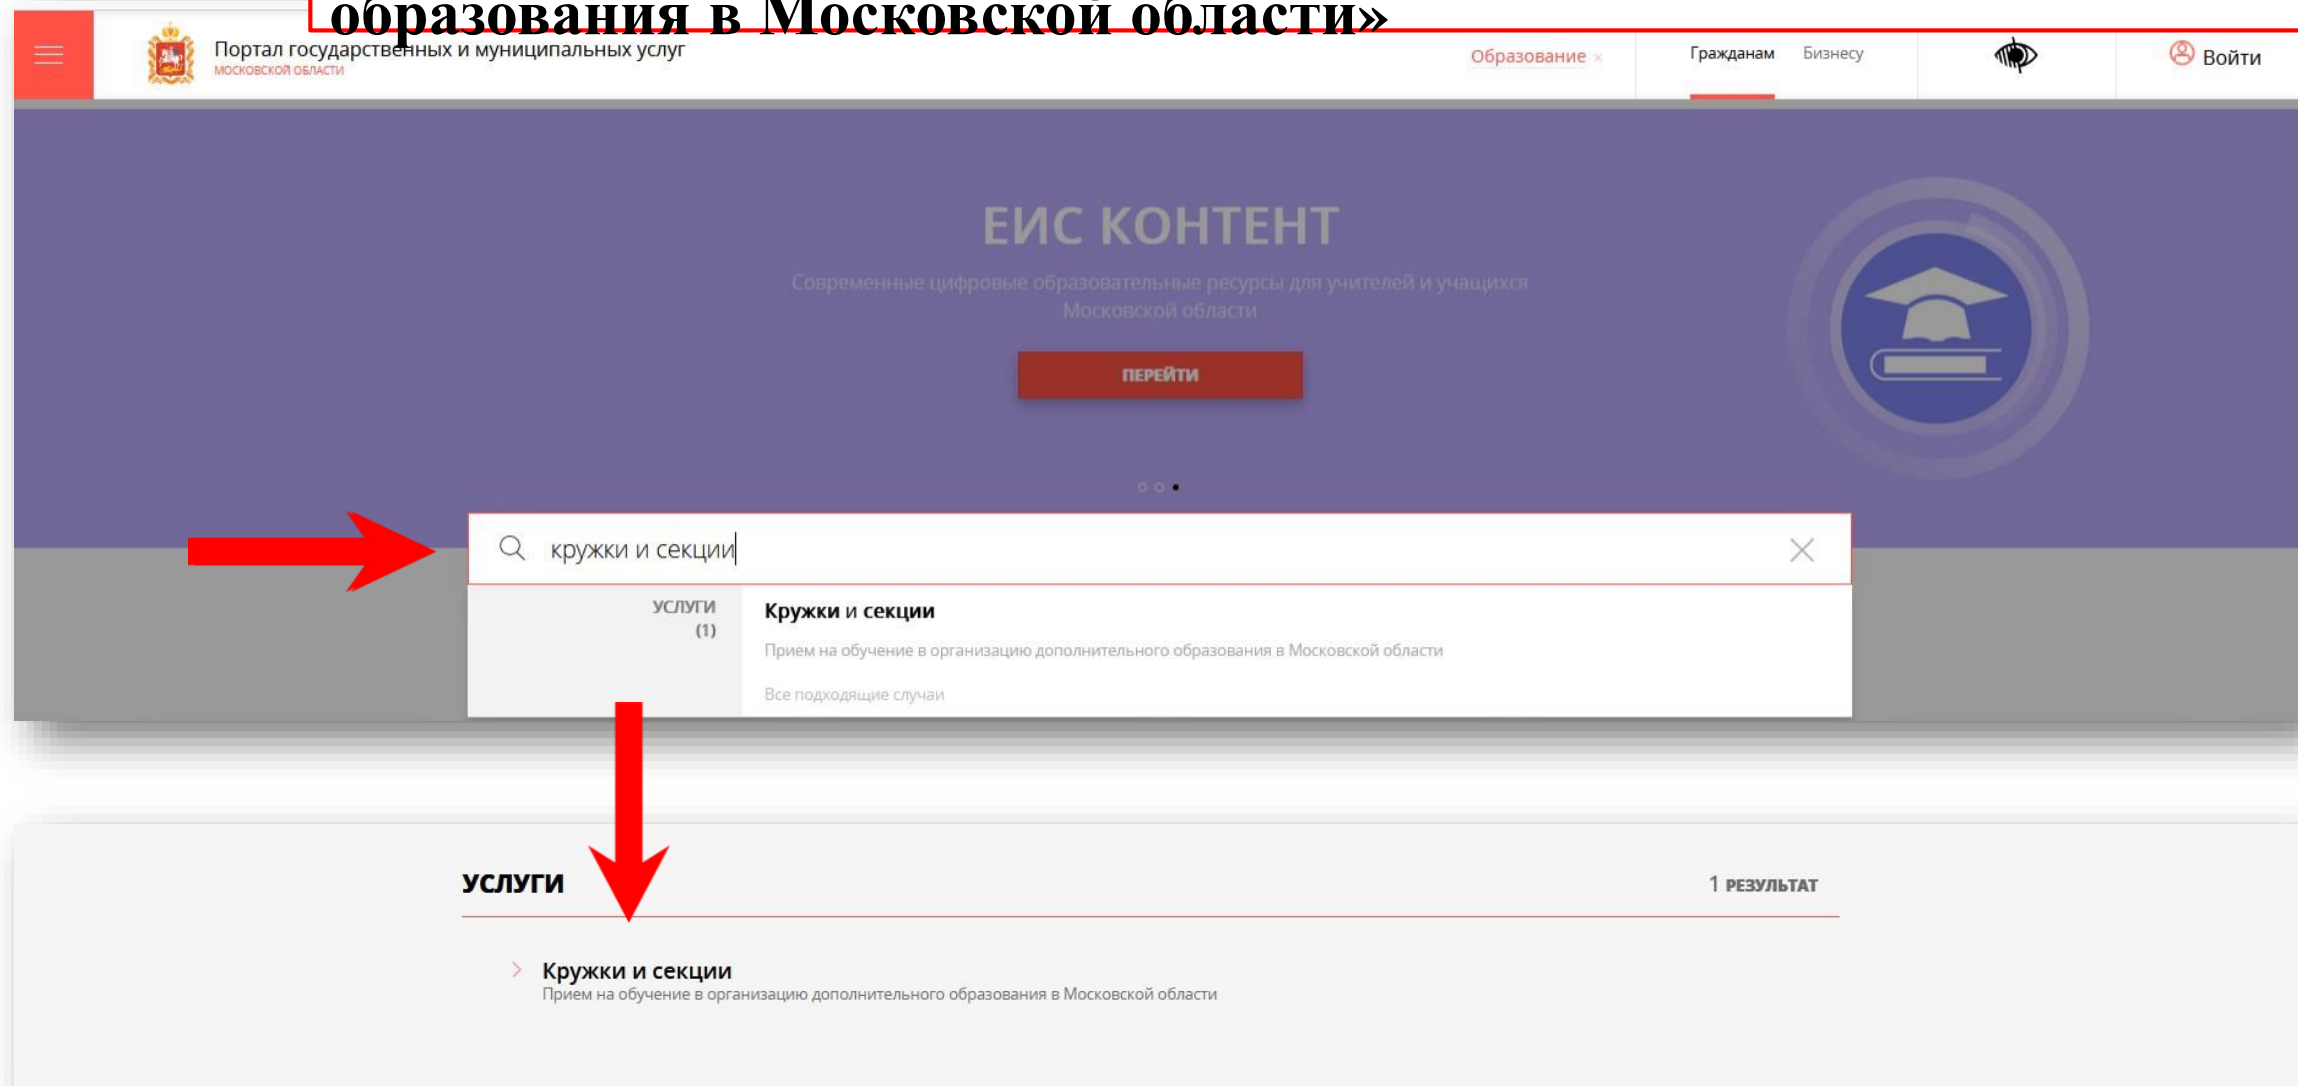 образования в Московской области»
Портал государственных и муниципальных услуг
МОСКОВСКОЙ ОБЛАСТИ
Образование ×
Гражданам
Бизнесу
Войти
ЕИС КОНТЕНТ
Современные цифровые образовательные ресурсы для учителей и учащихся
Московской области
ПЕРЕЙТИ
кружки и секции
УСЛУГИ
(1)
Кружки и секции
Прием на обучение в организацию дополнительного образования в Московской области
Все подходящие случаи
УСЛУГИ
1 РЕЗУЛЬТАТ
Кружки и секции
Прием на обучение в организацию дополнительного образования в Московской области